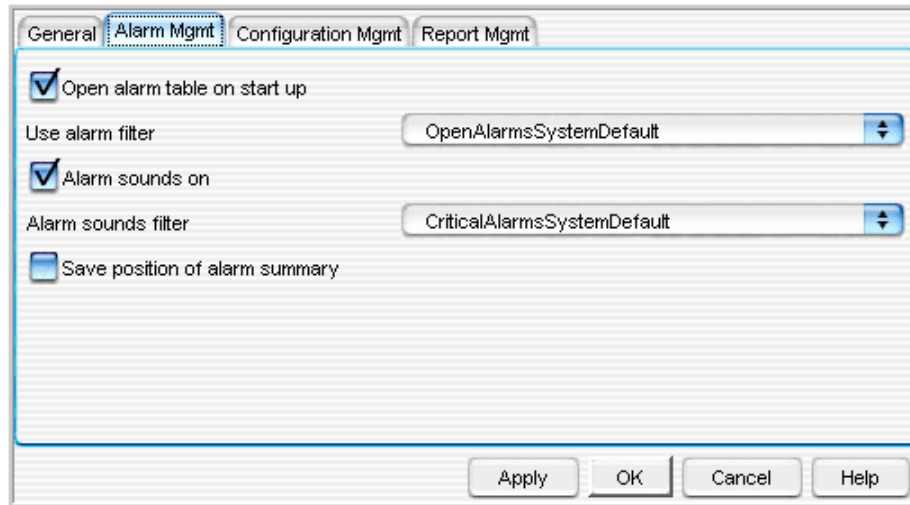 General Alarm Mgmt Configuration Mgmt Report Mgmt
Open alarm table on start up
Use alarm filter OpenAlarmsSystemDefault
Alarm sounds on
Alarm sounds filter CriticalAlarmsSystemDefault
Save position of alarm summary
Apply OK Cancel Help